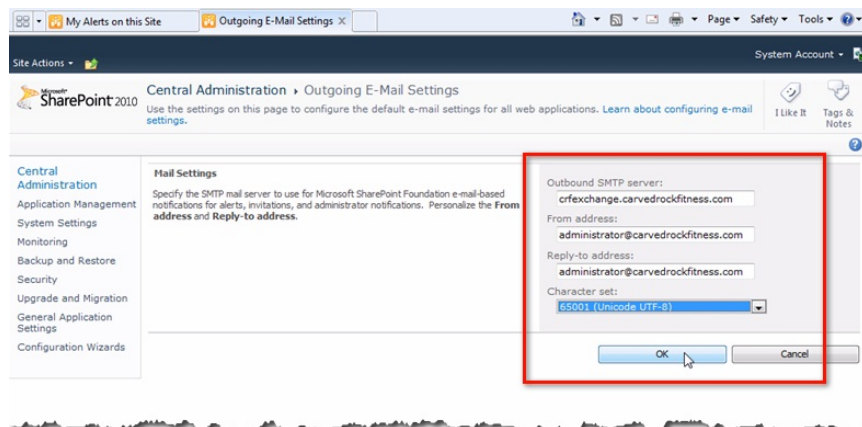 My Alerts on this Site
Outgoing E-Mail Settings
Page
Safety
Tools
Site Actions
System Account
Microsoft
SharePoint 2010
Central Administration
Outgoing E-Mail Settings
Use the settings on this page to configure the default e-mail settings for all web applications. Learn about configuring e-mail
settings.
I Like It
Tags &
Notes
Central
Administration
Application Management
System Settings
Monitoring
Backup and Restore
Security
Upgrade and Migration
General Application
Settings
Configuration Wizards
Mail Settings
Specify the SMTP mail server to use for Microsoft SharePoint Foundation e-mail-based
notifications for alerts, invitations, and administrator notifications. Personalize the From
address and Reply-to address.
Outbound SMTP server:
crfexchange.carvedrockfitness.com
From address:
administrator@carvedrockfitness.com
Reply-to address:
administrator@carvedrockfitness.com
Character set:
65001 (Unicode UTF-8)
OK
Cancel